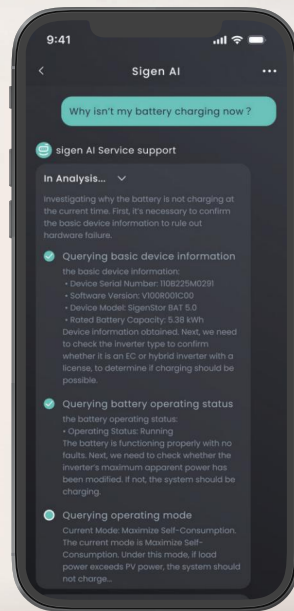 9:41
Sigen AI
Why isn't my battery charging now ?
sigen AI Service support
In Analysis...
Investigating why the battery is not charging at
the current time. First, it's necessary to confirm
the basic device information to rule out
hardware failure.
Querying basic device information
the basic device information:
• Device Serial Number: 110B225M0291
• Software Version: V100R001C00
• Device Model: SigenStor BAT 5.0
• Rated Battery Capacity: 5.38 kWh
Device information obtained. Next, we need
to check the inverter type to confirm
whether it is an EC or hybrid inverter with a
license, to determine if charging should be
possible.
Querying battery operating status
the battery operating status:
• Operating Status: Running
The battery is functioning properly with no
faults. Next, we need to check whether the
inverter's maximum apparent power has
been modified. If not, the system should be
charging.
Querying operating mode
Current Mode: Maximize Self-Consumption.
The current mode is Maximize Self-
Consumption. Under this mode, if load
power exceeds PV power, the system should
not charge...